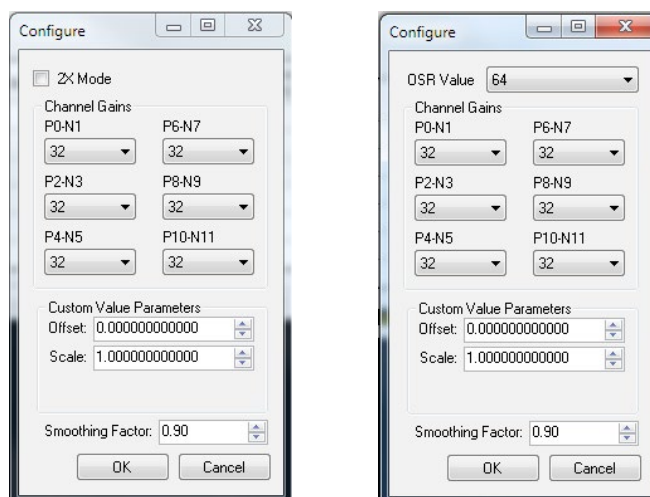 Configure
2X Mode
Channel Gains
P0-N1 P6-N7
32 32
P2-N3 P8-N9
32 32
P4-N5 P10-N11
32 32
Custom Value Parameters
Offset: 0.000000000000
Scale: 1.000000000000
Smoothing Factor: 0.90
OK Cancel
Configure
OSR Value 64
Channel Gains
P0-N1 P6-N7
32 32
P2-N3 P8-N9
32 32
P4-N5 P10-N11
32 32
Custom Value Parameters
Offset: 0.000000000000
Scale: 1.000000000000
Smoothing Factor: 0.90
OK Cancel